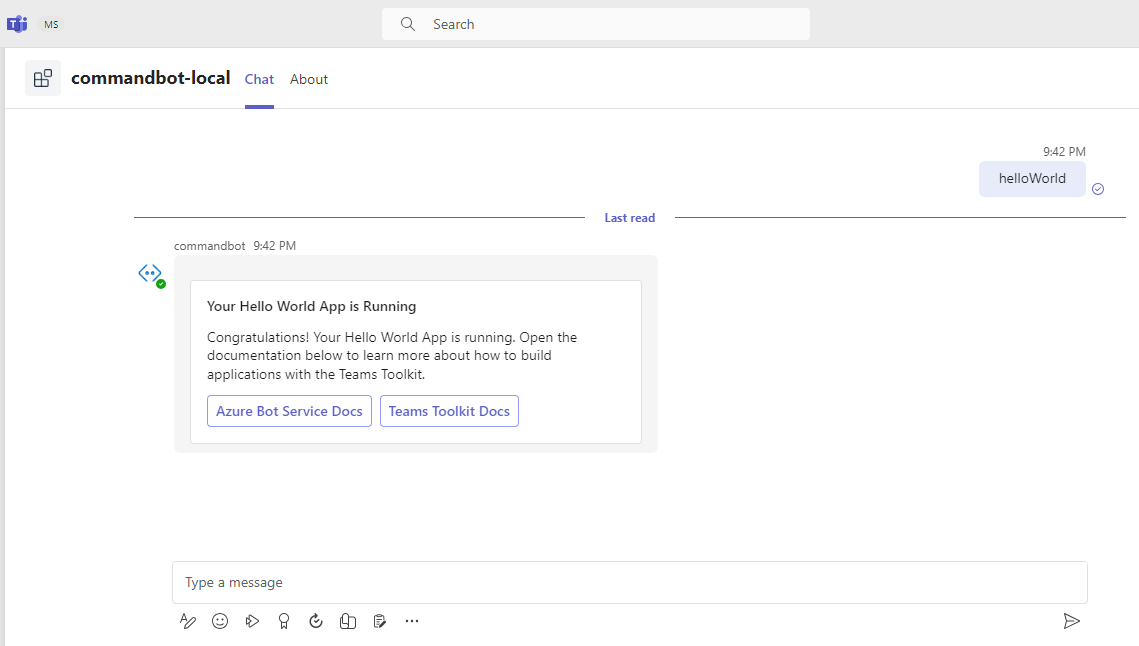 MS
Search
commandbot-local Chat About
9:42 PM
helloWorld
Last read
commandbot 9:42 PM
Your Hello World App is Running
Congratulations! Your Hello World App is running. Open the
documentation below to learn more about how to build
applications with the Teams Toolkit.
Azure Bot Service Docs Teams Toolkit Docs
Type a message